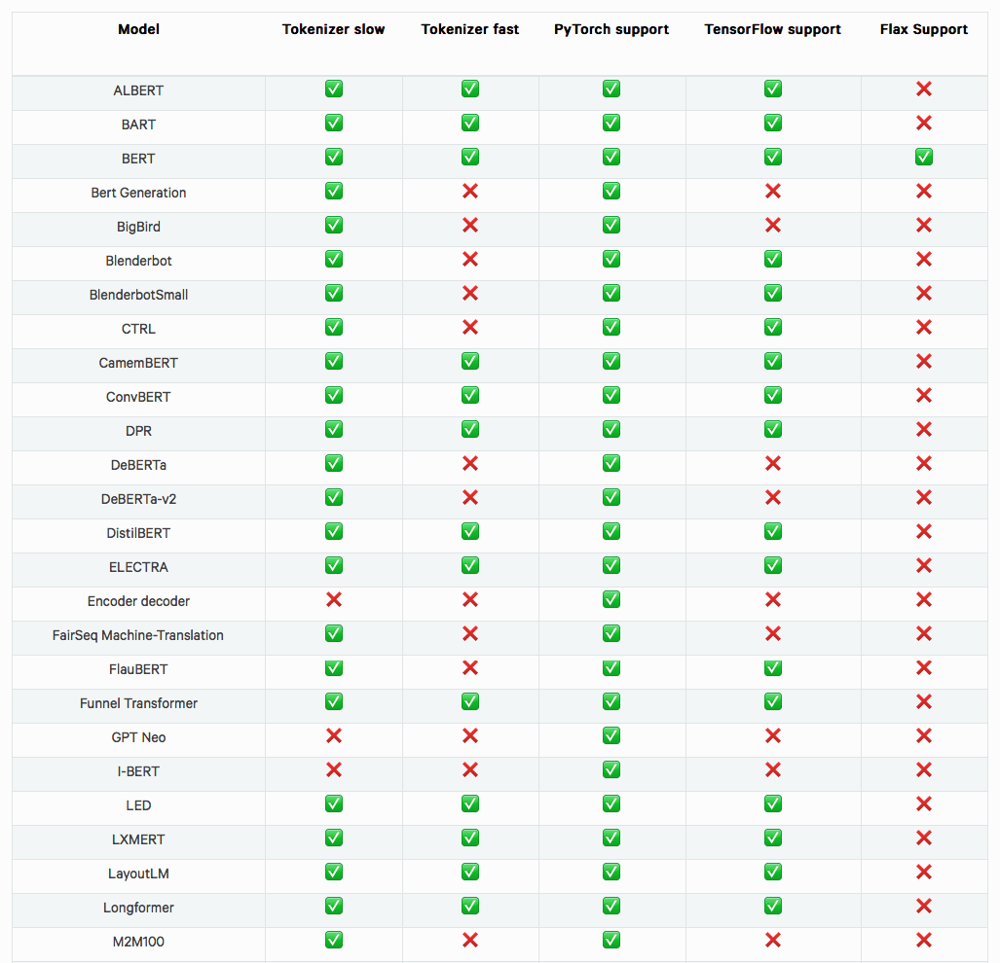 Model Tokenizer slow Tokenizer fast PyTorch support TensorFlow support Flax Support
ALBERT ✅ ✅ ✅ ✅ ❌
BART ✅ ✅ ✅ ✅ ❌
BERT ✅ ✅ ✅ ✅ ✅
Bert Generation ✅ ❌ ✅ ❌ ❌
BigBird ✅ ❌ ✅ ❌ ❌
Blenderbot ✅ ❌ ✅ ✅ ❌
BlenderbotSmall ✅ ❌ ✅ ✅ ❌
CTRL ✅ ❌ ✅ ✅ ❌
CamemBERT ✅ ✅ ✅ ✅ ❌
ConvBERT ✅ ✅ ✅ ✅ ❌
DPR ✅ ✅ ✅ ✅ ❌
DeBERTa ✅ ❌ ✅ ❌ ❌
DeBERTa-v2 ✅ ❌ ✅ ❌ ❌
DistilBERT ✅ ✅ ✅ ✅ ❌
ELECTRA ✅ ✅ ✅ ✅ ❌
Encoder decoder ❌ ❌ ✅ ❌ ❌
FairSeq Machine-Translation ✅ ❌ ✅ ❌ ❌
FlauBERT ✅ ❌ ✅ ✅ ❌
Funnel Transformer ✅ ✅ ✅ ✅ ❌
GPT Neo ❌ ❌ ✅ ❌ ❌
I-BERT ❌ ❌ ✅ ❌ ❌
LED ✅ ✅ ✅ ✅ ❌
LXMERT ✅ ✅ ✅ ✅ ❌
LayoutLM ✅ ✅ ✅ ✅ ❌
Longformer ✅ ✅ ✅ ✅ ❌
M2M100 ✅ ❌ ✅ ❌ ❌